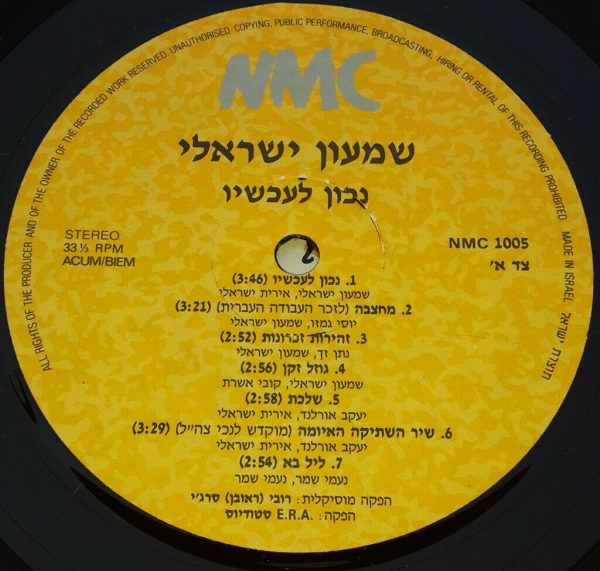 ALL RIGHTS OF THE PRODUCER AND OF THE OWNER OF THE RECORDED WORK RESERVED. UNAUTHORISED COPYING, PUBLIC PERFORMANCE, BROADCASTING, HIRING OR RENTAL OF THIS RECORDING PROHIBITED. MADE IN ISRAEL תוצרת ישראל
NMC
שמעון ישראלי
נכון לעכשיו
STEREO
33 ⅓ RPM
ACUM/BIEM
NMC 1005
צד א׳
1. נכון לעכשיו (3:46)
שמעון ישראלי, אירית ישראלי
2. מחצבה (לזכר העבודה העברית) (3:21)
יוסי גמזו, שמעון ישראלי
3. זהירות זכרונות (2:52)
נתן זך, שמעון ישראלי
4. גוזל זקן (2:56)
שמעון ישראלי, קובי אשרת
5. שלכת (2:58)
יעקב אורלנד, אירית ישראלי
6. שיר השתיקה האיומה (מוקדש לנכי צה״ל) (3:29)
יעקב אורלנד, אירית ישראלי
7. ליל בא (2:54)
נעמי שמר, נעמי שמר
הפקה מוסיקלית: רובי (ראובן) סרג׳י
הפקה: .E.R.A סטודיוס